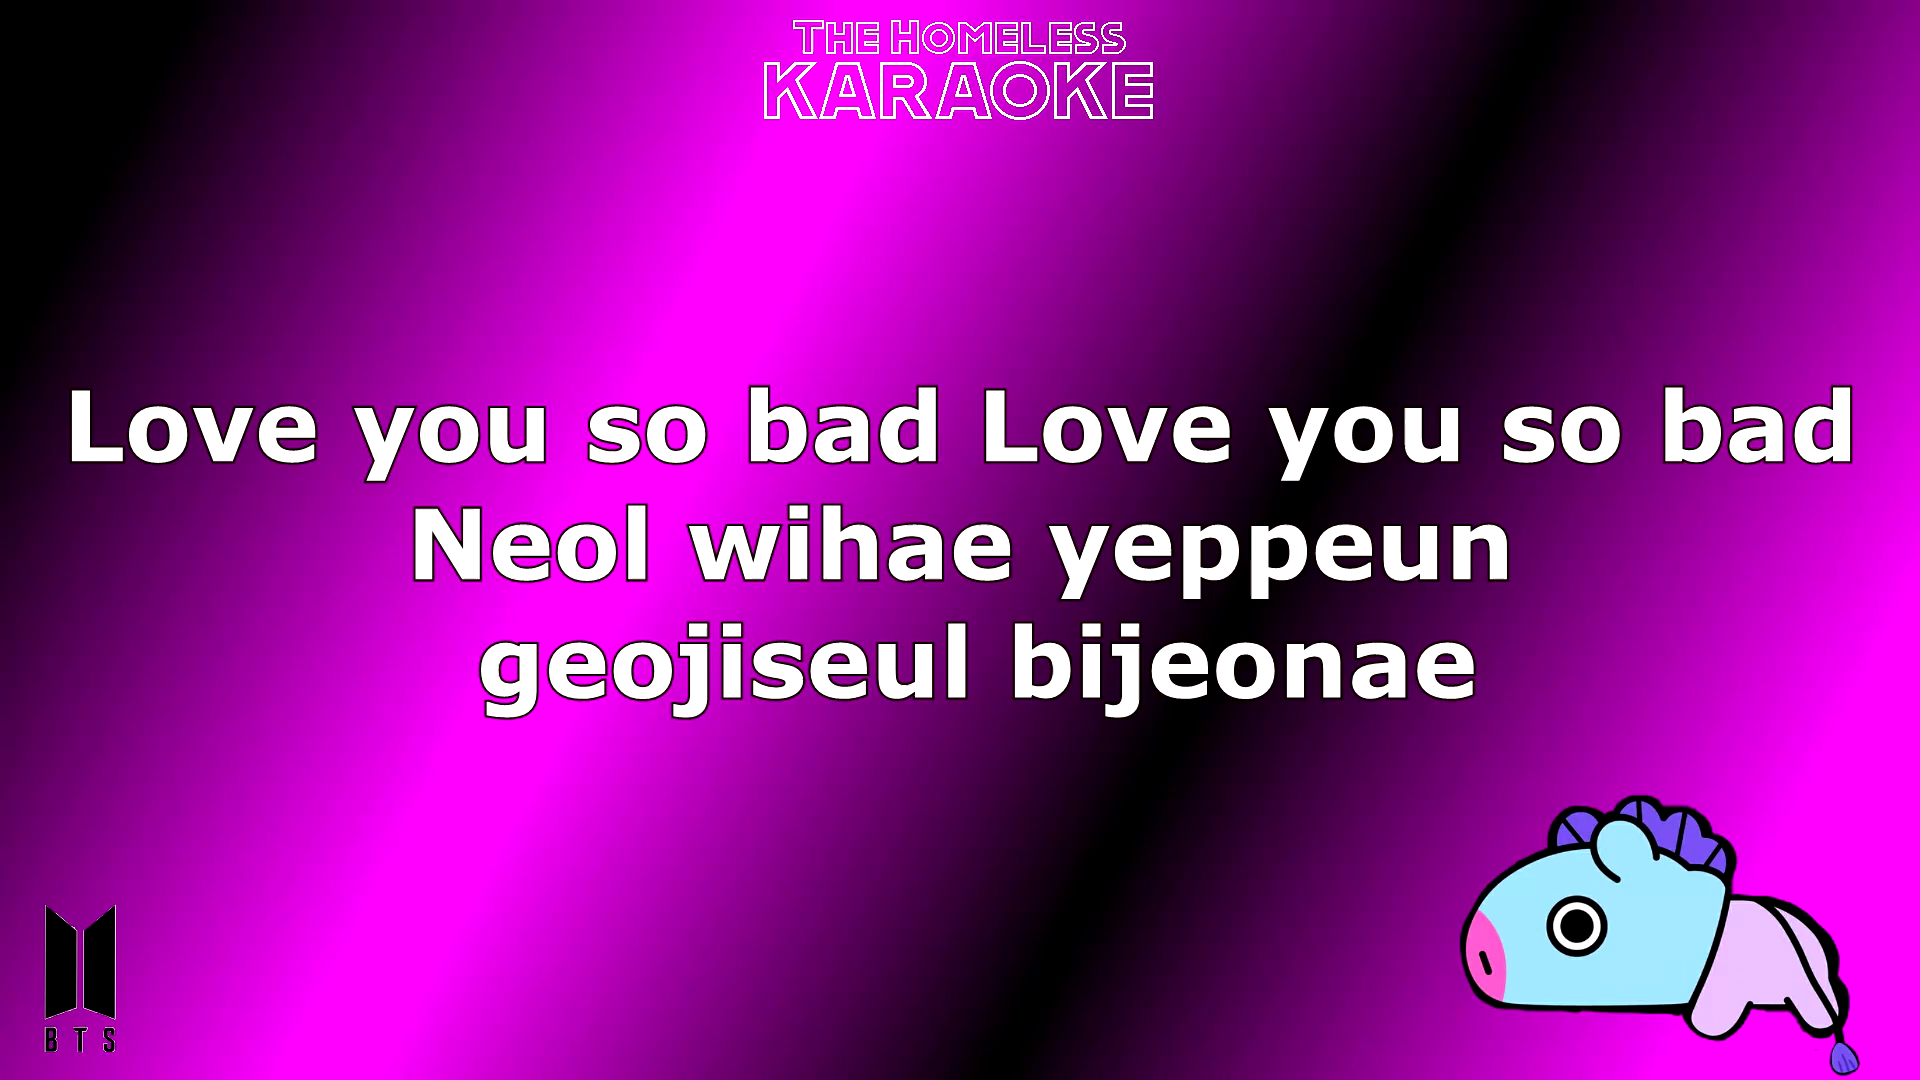 THE HOMELESS
KARAOKE
Love you so bad Love you so bad
Neol wihae yeppeun
geojiseul bijeonae
BTS